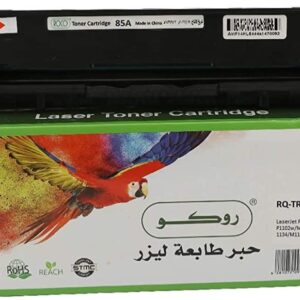 ROCO Toner Cartridge 85A Made in China
Laser Toner Cartridge
روكو
RQ-TR
حبر طابعة ليزر
LaserJet P
P1102w/M
1134/M11
RoHS
REACH
STMC